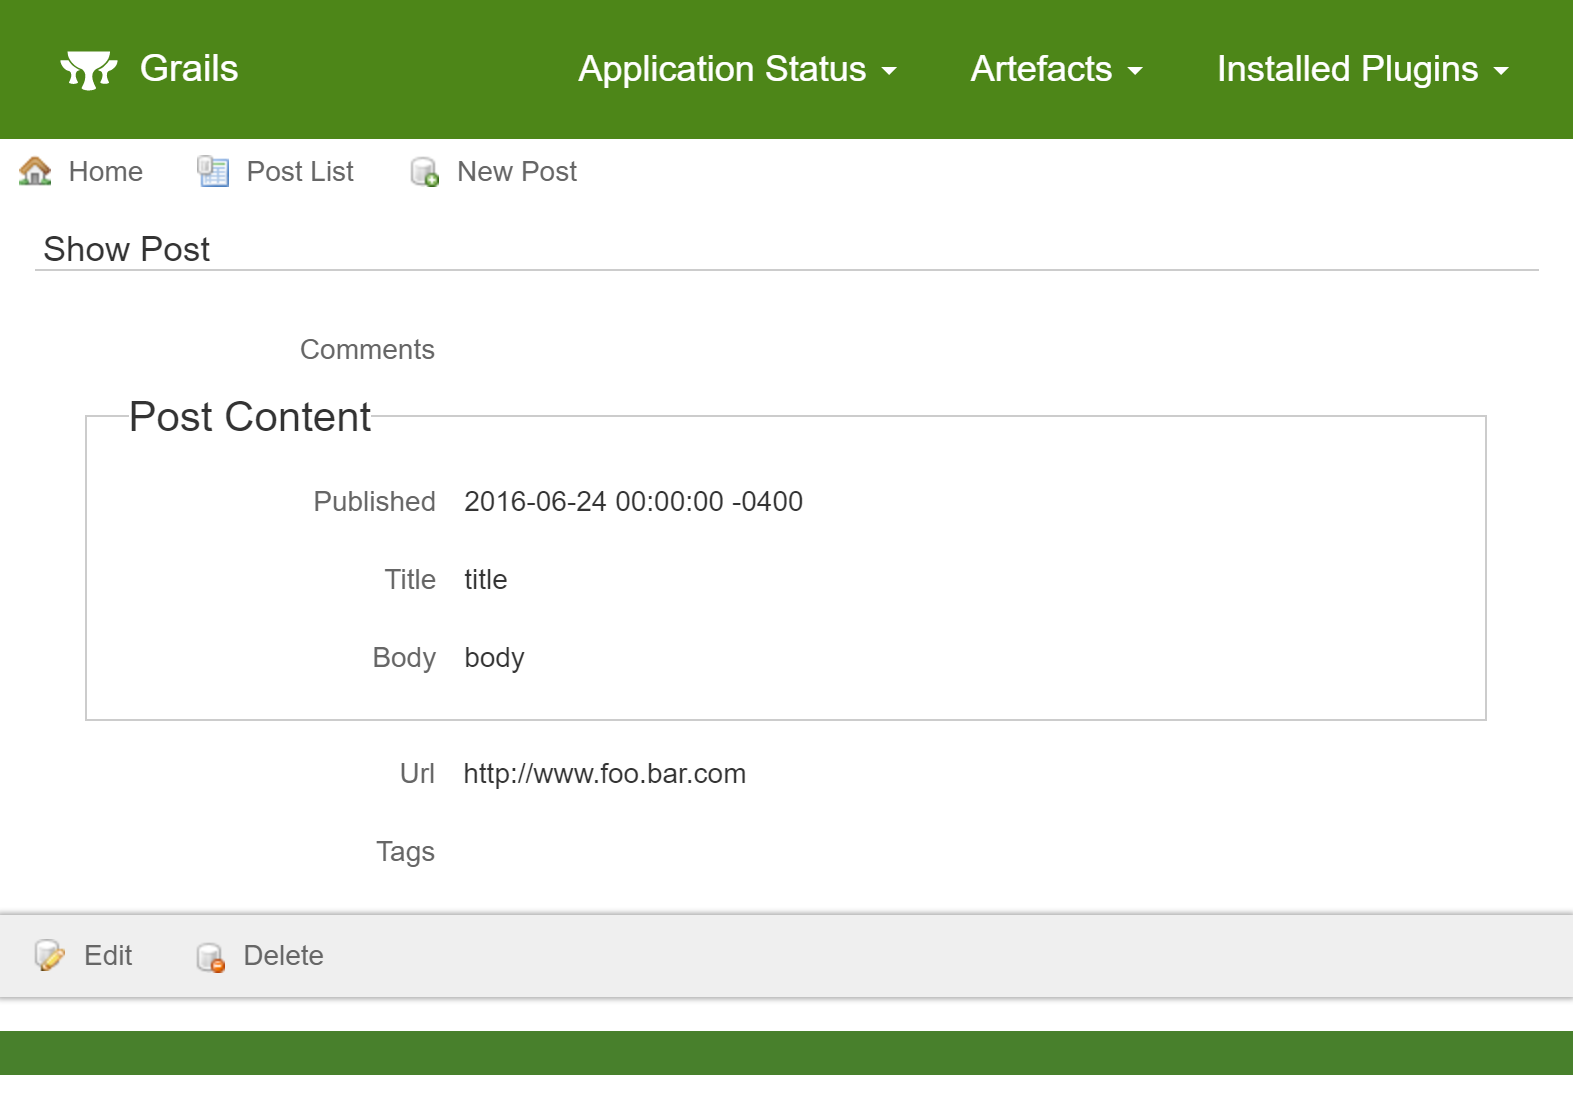 Grails Application Status Artefacts Installed Plugins
Home Post List New Post
Show Post
Comments
Post Content
Published 2016-06-24 00:00:00 -0400
Title title
Body body
Url http://www.foo.bar.com
Tags
Edit Delete